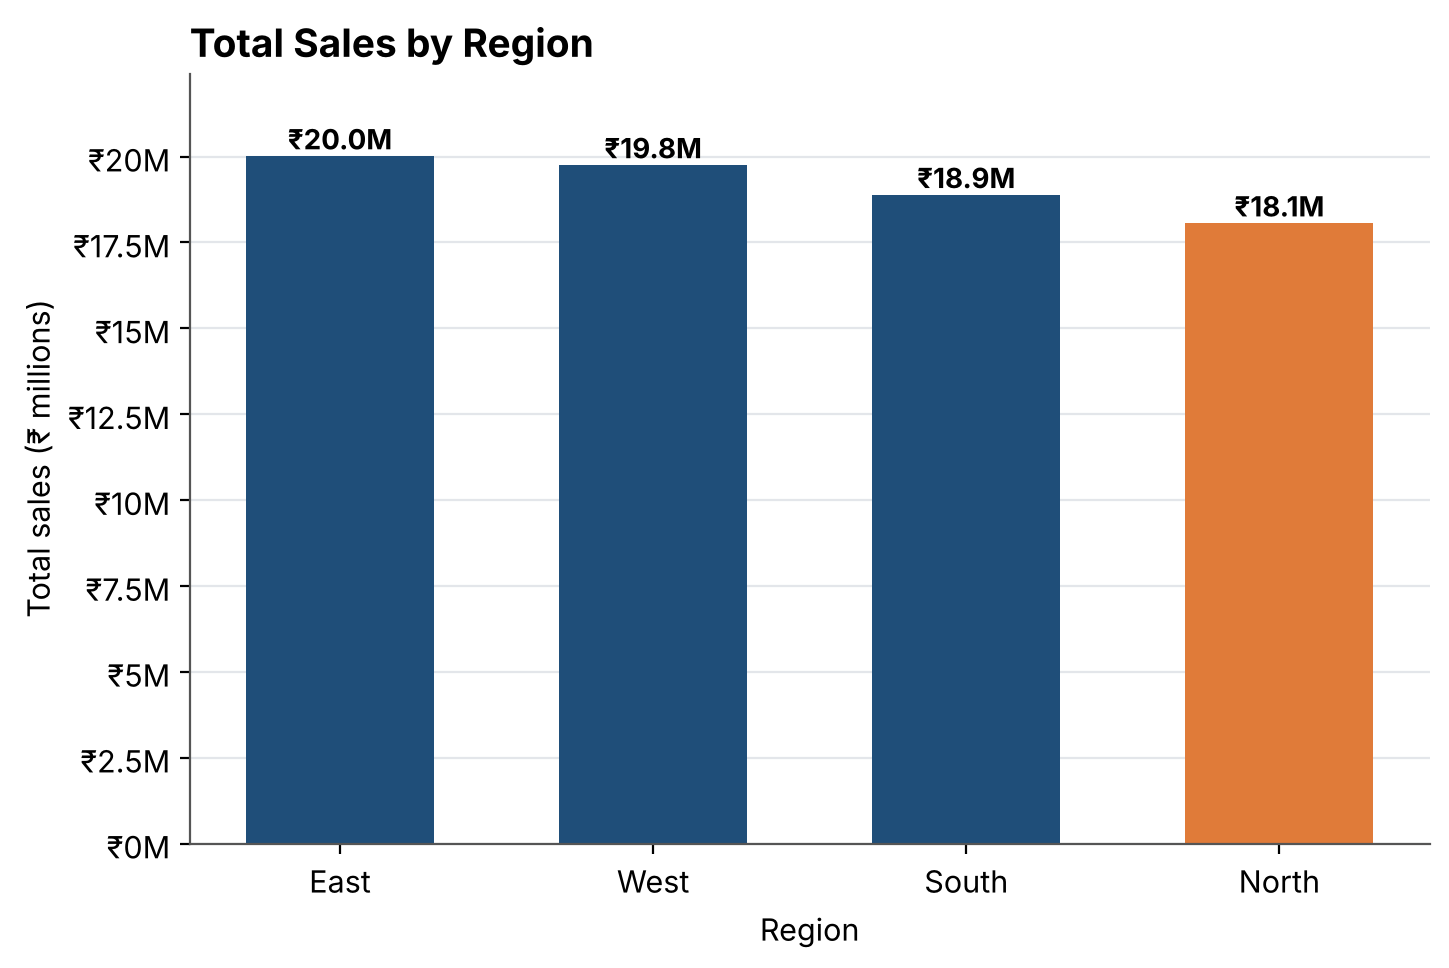 Total Sales by Region
₹20.0M
₹19.8M
₹18.9M
₹18.1M
₹20M
₹17.5M
₹15M
₹12.5M
₹10M
₹7.5M
₹5M
₹2.5M
₹0M
Total sales (₹ millions)
East
West
South
North
Region